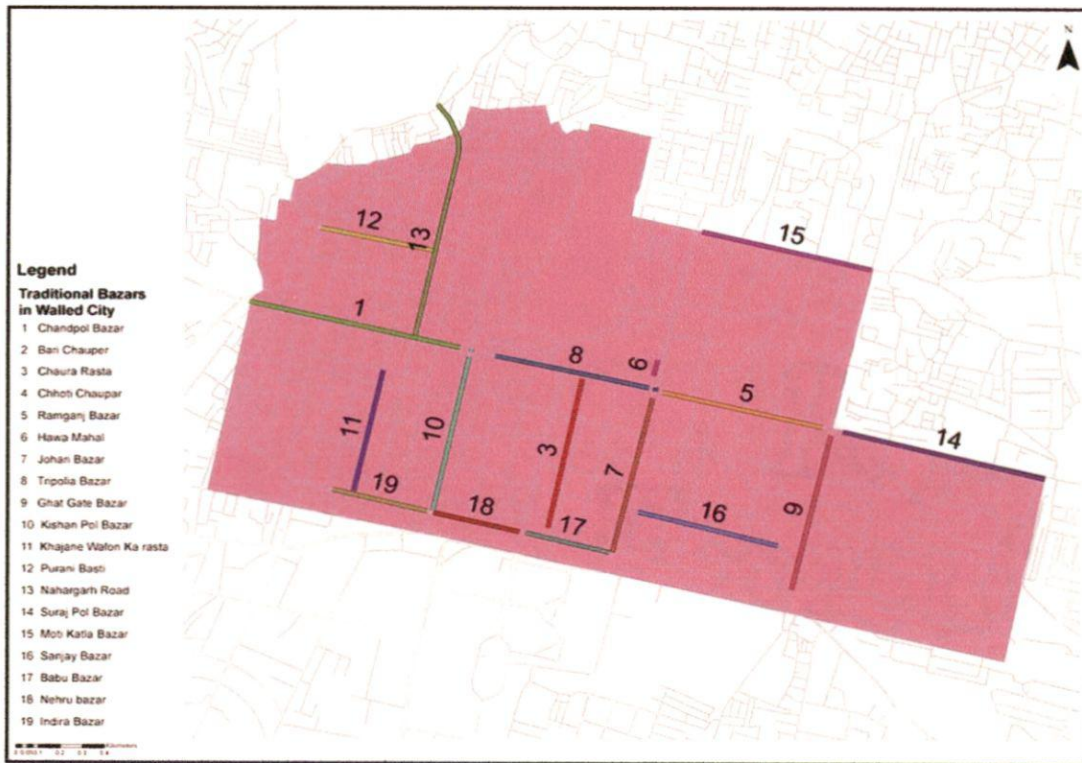 N
12
13
15
1
8
6
5
14
11
10
3
7
9
19
18
17
16
Legend
Traditional Bazars
in Walled City
1 Chandpol Bazar
2 Bari Chauper
3 Chaura Rasta
4 Chhoti Chaupar
5 Ramganj Bazar
6 Hawa Mahal
7 Johari Bazar
8 Tripolia Bazar
9 Ghat Gate Bazar
10 Kishan Pol Bazar
11 Khajane Walon Ka rasta
12 Purani Basti
13 Nahargarh Road
14 Suraj Pol Bazar
15 Moti Katla Bazar
16 Sanjay Bazar
17 Babu Bazar
18 Nehru bazar
19 Indira Bazar